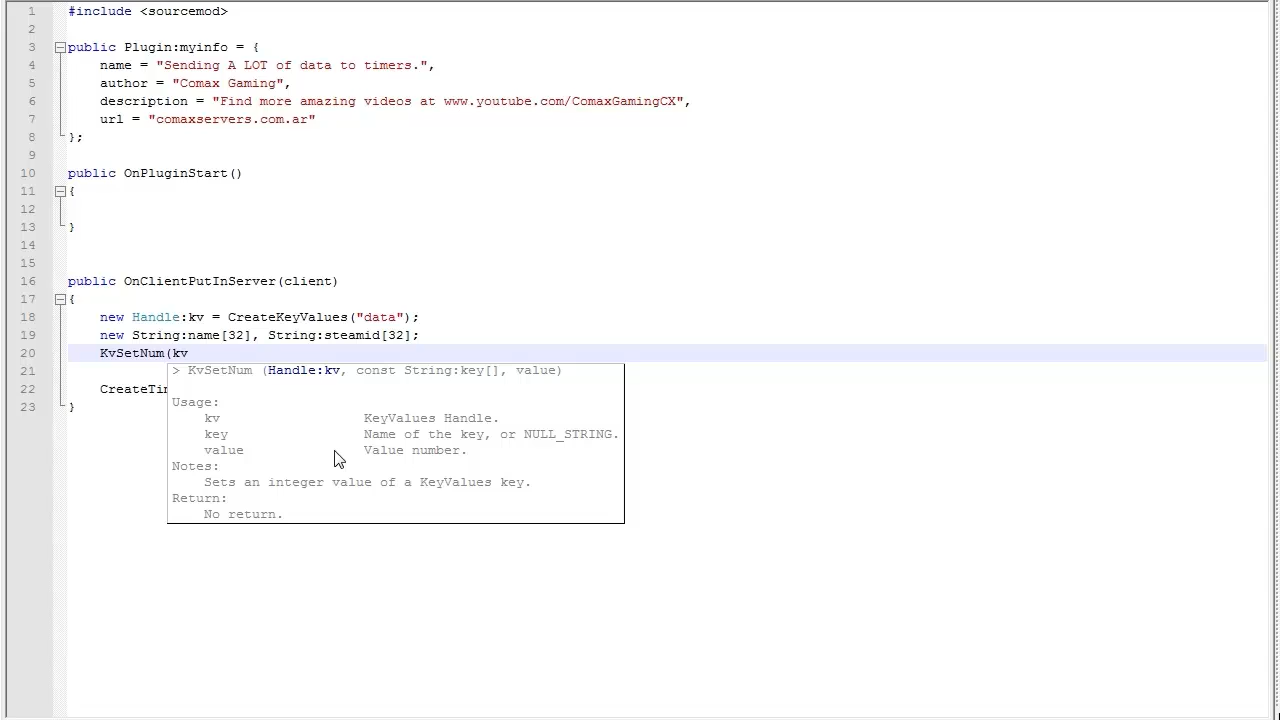 1 #include <sourcemod>
2
3 public Plugin:myinfo = {
4 name = "Sending A LOT of data to timers.",
5 author = "Comax Gaming",
6 description = "Find more amazing videos at www.youtube.com/ComaxGamingCX",
7 url = "comaxservers.com.ar"
8 };
9
10 public OnPluginStart()
11 {
12
13 }
14
15
16 public OnClientPutInServer(client)
17 {
18 new Handle:kv = CreateKeyValues("data");
19 new String:name[32], String:steamid[32];
20 KvSetNum(kv
21 > KvSetNum (Handle:kv, const String:key[], value)
22 CreateTi
23 }
Usage:
kv KeyValues Handle.
key Name of the key, or NULL_STRING.
value Value number.
Notes:
Sets an integer value of a KeyValues key.
Return:
No return.